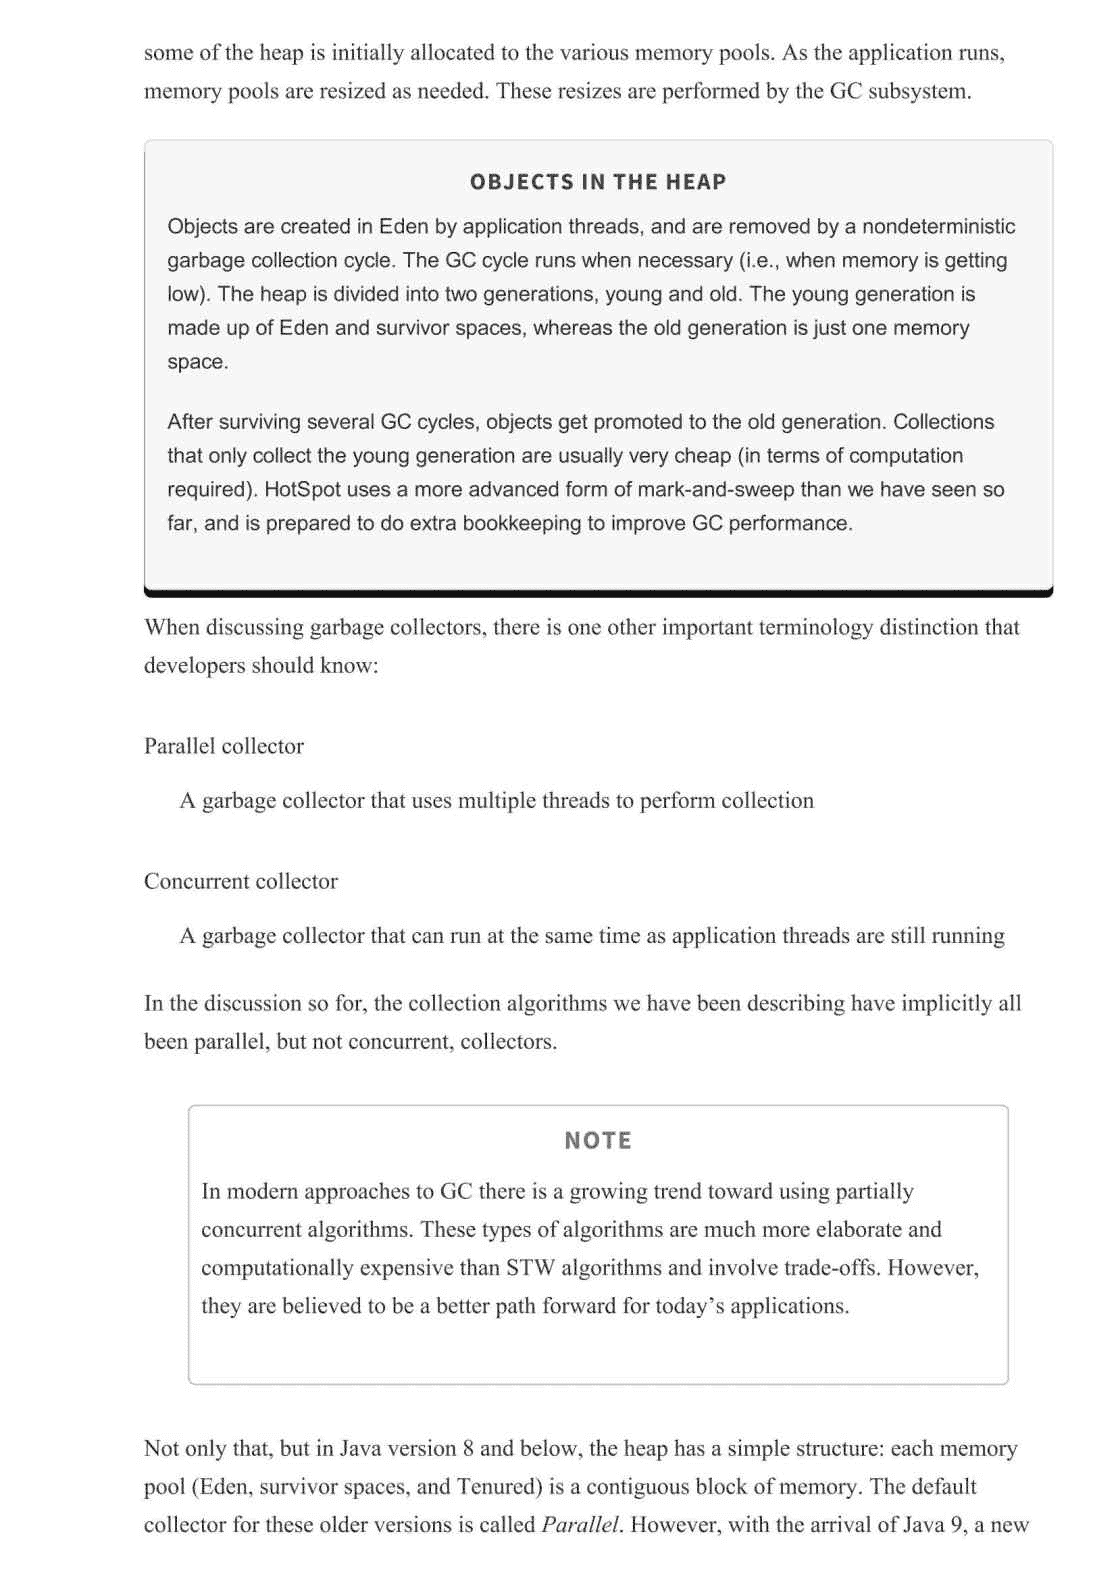 some of the heap is initially allocated to the various memory pools. As the application runs,
memory pools are resized as needed. These resizes are performed by the GC subsystem.
OBJECTS IN THE HEAP
Objects are created in Eden by application threads, and are removed by a nondeterministic
garbage collection cycle. The GC cycle runs when necessary (i.e., when memory is getting
low). The heap is divided into two generations, young and old. The young generation is
made up of Eden and survivor spaces, whereas the old generation is just one memory
space.
After surviving several GC cycles, objects get promoted to the old generation. Collections
that only collect the young generation are usually very cheap (in terms of computation
required). HotSpot uses a more advanced form of mark-and-sweep than we have seen so
far, and is prepared to do extra bookkeeping to improve GC performance.
When discussing garbage collectors, there is one other important terminology distinction that
developers should know:
Parallel collector
A garbage collector that uses multiple threads to perform collection
Concurrent collector
A garbage collector that can run at the same time as application threads are still running
In the discussion so for, the collection algorithms we have been describing have implicitly all
been parallel, but not concurrent, collectors.
NOTE
In modern approaches to GC there is a growing trend toward using partially
concurrent algorithms. These types of algorithms are much more elaborate and
computationally expensive than STW algorithms and involve trade-offs. However,
they are believed to be a better path forward for today’s applications.
Not only that, but in Java version 8 and below, the heap has a simple structure: each memory
pool (Eden, survivor spaces, and Tenured) is a contiguous block of memory. The default
collector for these older versions is called Parallel. However, with the arrival of Java 9, a new